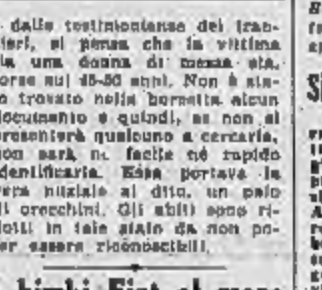 dalle testimonianze dei tran-
vieri, si pensa che la vittima
sia una donna di mezza età,
forse sui 45-50 anni. Non è sta-
to trovato nella borsetta alcun
documento e quindi, se non si
presenterà qualcuno a cercarla,
non sarà né facile né rapido
identificarla. Essa portava la
vera nuziale al dito, un paio
di orecchini. Gli abiti sono ri-
dotti in tale stato da non po-
ter essere riconoscibili.
bimbi Fiat al mare